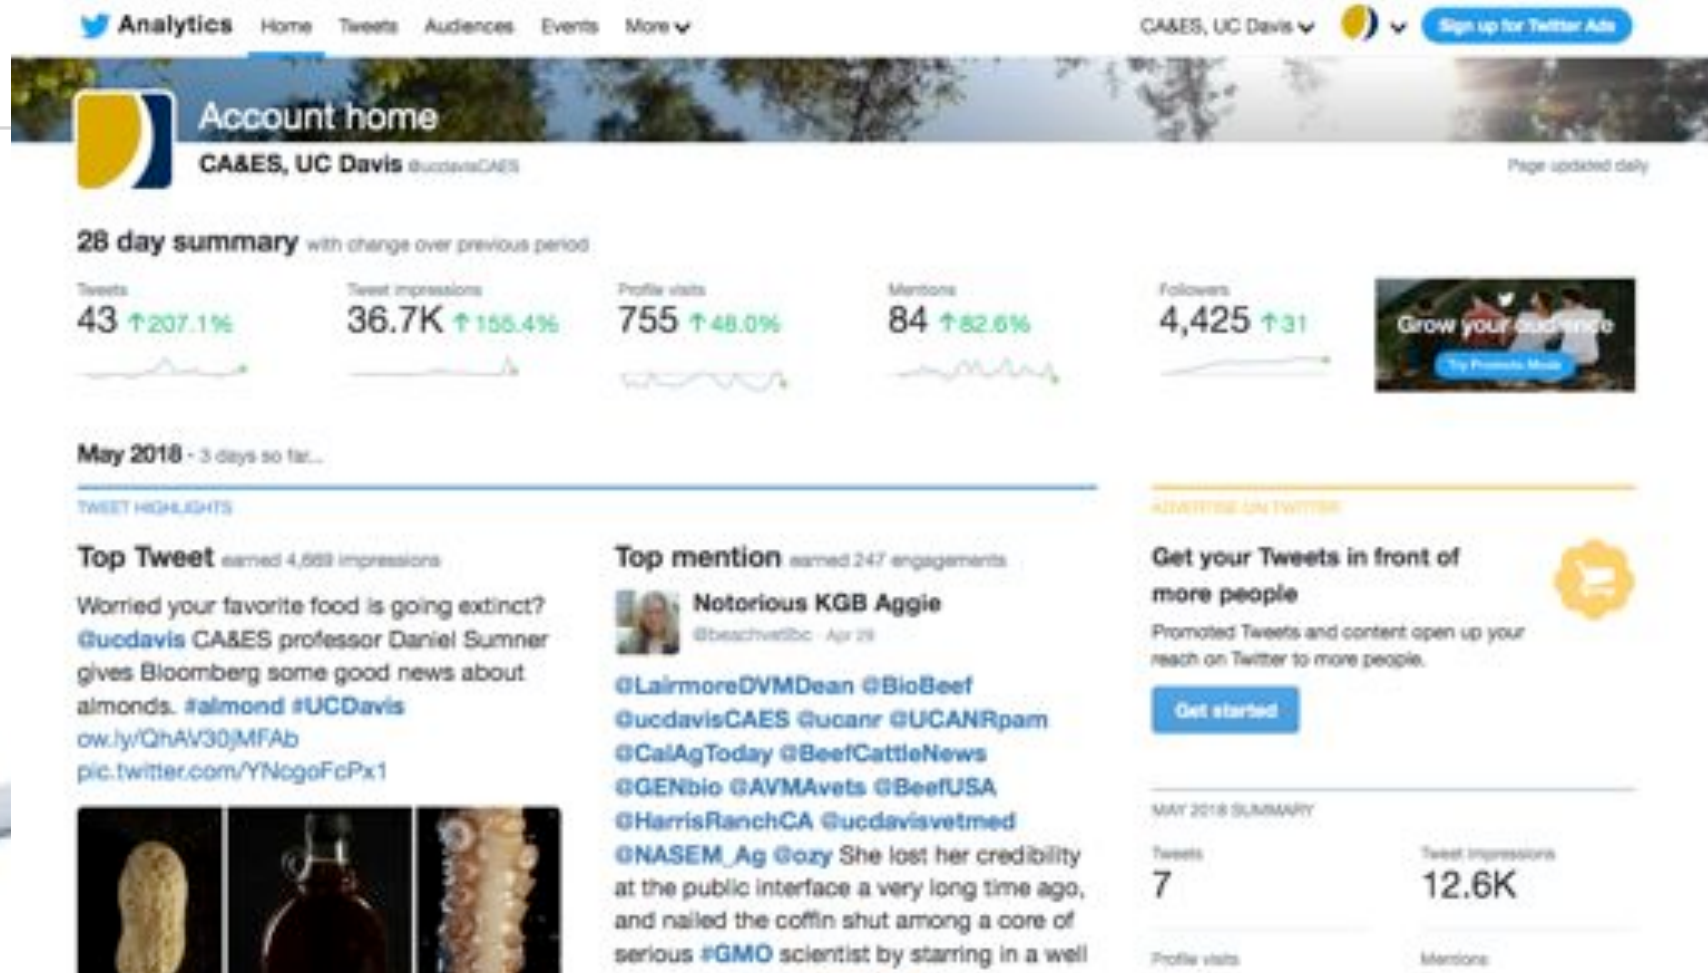 Analytics Home Tweets Audiences Events More
CA&ES, UC Davis
Sign up for Twitter Ads
Account home
CA&ES, UC Davis @ucdavisCAES
Page updated daily
28 day summary with change over previous period
Tweets
43 ↑207.1%
Tweet impressions
36.7K ↑155.4%
Profile visits
755 ↑48.0%
Mentions
84 ↑82.6%
Followers
4,425 ↑31
Grow your audience
Try Promote Mode
May 2018 · 3 days so far...
TWEET HIGHLIGHTS
Top Tweet earned 4,669 impressions
Worried your favorite food is going extinct?
@ucdavis CA&ES professor Daniel Sumner
gives Bloomberg some good news about
almonds. #almond #UCDavis
ow.ly/QhAV30jMFAb
pic.twitter.com/YNcgoFcPx1
Top mention earned 247 engagements
Notorious KGB Aggie
Apr 29
@LairmoreDVMDean @BioBeef
@ucdavisCAES @ucanr @UCANRpam
@CalAgToday @BeefCattleNews
@GENbio @AVMAvets @BeefUSA
@HarrisRanchCA @ucdavisvetmed
@NASEM_Ag @ozy She lost her credibility
at the public interface a very long time ago,
and nailed the coffin shut among a core of
serious #GMO scientist by starring in a well
ADVERTISE ON TWITTER
Get your Tweets in front of
more people
Promoted Tweets and content open up your
reach on Twitter to more people.
Get started
MAY 2018 SUMMARY
Tweets
7
Tweet impressions
12.6K
Profile visits
Mentions